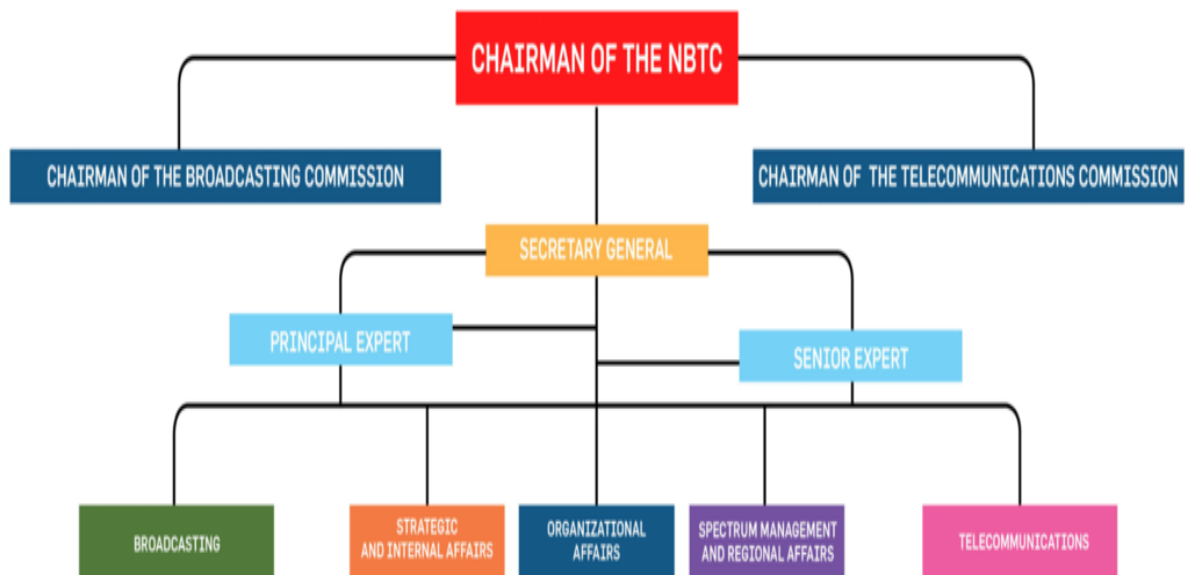 CHAIRMAN OF THE NBTC
CHAIRMAN OF THE BROADCASTING COMMISSION
CHAIRMAN OF THE TELECOMMUNICATIONS COMMISSION
SECRETARY GENERAL
PRINCIPAL EXPERT
SENIOR EXPERT
BROADCASTING
STRATEGIC
AND INTERNAL AFFAIRS
ORGANIZATIONAL
AFFAIRS
SPECTRUM MANAGEMENT
AND REGIONAL AFFAIRS
TELECOMMUNICATIONS